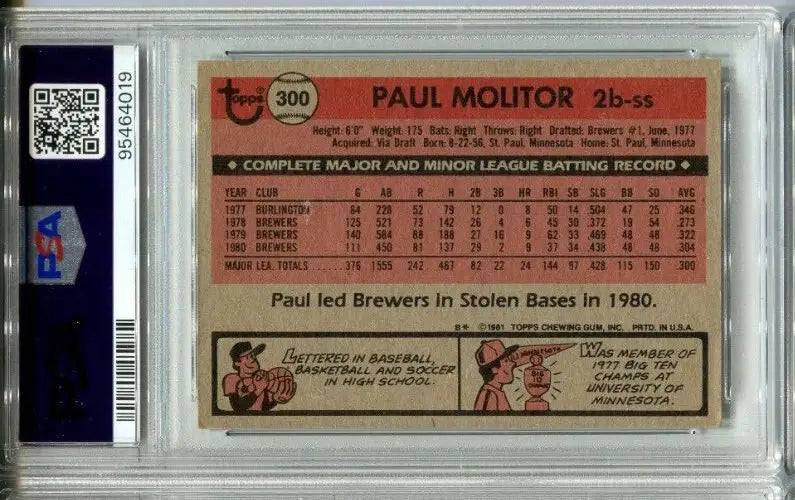 95464019
PSA
Topps® 300 PAUL MOLITOR 2b-ss
Height: 6'0" Weight: 175 Bats: Right Throws: Right Drafted: Brewers #1, June, 1977
Acquired: Via Draft Born: 8-22-56, St. Paul, Minnesota Home: St. Paul, Minnesota
◆ COMPLETE MAJOR AND MINOR LEAGUE BATTING RECORD ◆
YEAR CLUB G AB R H 2B 3B HR RBI SB SLG BB SO AVG
1977 BURLINGTON 64 228 52 79 12 0 8 50 14 .504 47 25 .346
1978 BREWERS 125 521 73 142 26 4 6 45 30 .372 19 54 .273
1979 BREWERS 140 584 88 188 27 16 9 62 33 .469 48 48 .322
1980 BREWERS 111 450 81 137 29 2 9 37 34 .438 48 48 .304
MAJOR LEA. TOTALS ....... 376 1555 242 467 82 22 24 144 97 .428 115 150 .300
Paul led Brewers in Stolen Bases in 1980.
B* ©1981 TOPPS CHEWING GUM, INC. PRTD. IN U.S.A.
LETTERED IN BASEBALL,
BASKETBALL AND SOCCER
IN HIGH SCHOOL.
MINNESOTA
BIG
10
WAS MEMBER OF
1977 BIG TEN
CHAMPS AT
UNIVERSITY OF
MINNESOTA.